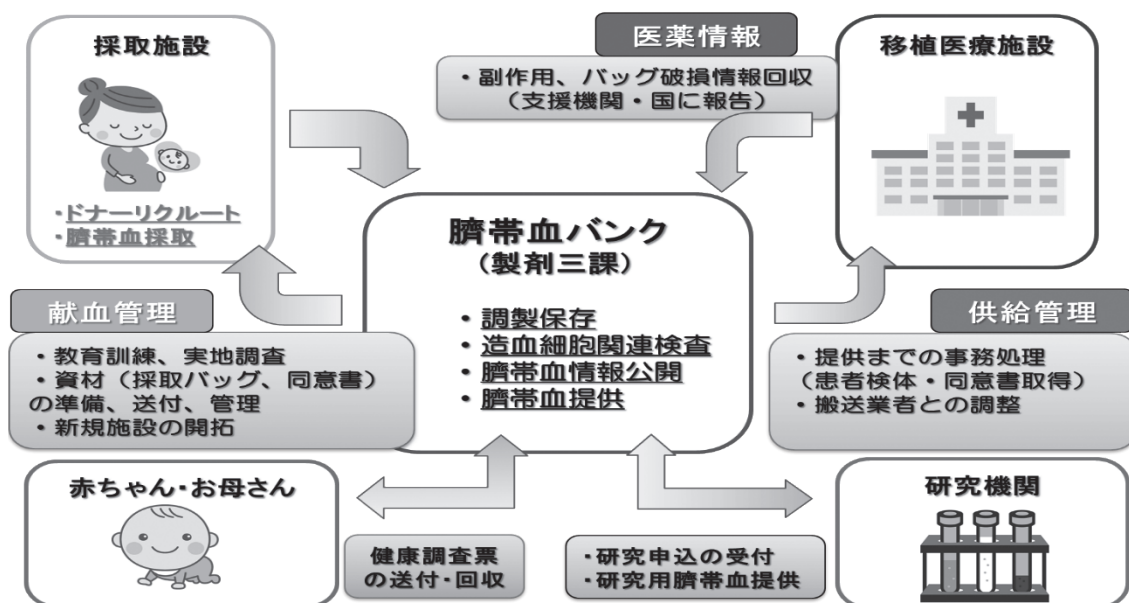 採取施設
・ドナーリクルート
・臍帯血採取
医薬情報
・副作用、バッグ破損情報回収
（支援機関・国に報告）
移植医療施設
臍帯血バンク
（製剤三課）
・調製保存
・造血細胞関連検査
・臍帯血情報公開
・臍帯血提供
献血管理
・教育訓練、実地調査
・資材（採取バッグ、同意書）
の準備、送付、管理
・新規施設の開拓
供給管理
・提供までの事務処理
（患者検体・同意書取得）
・搬送業者との調整
赤ちゃん・お母さん
健康調査票
の送付・回収
・研究申込の受付
・研究用臍帯血提供
研究機関